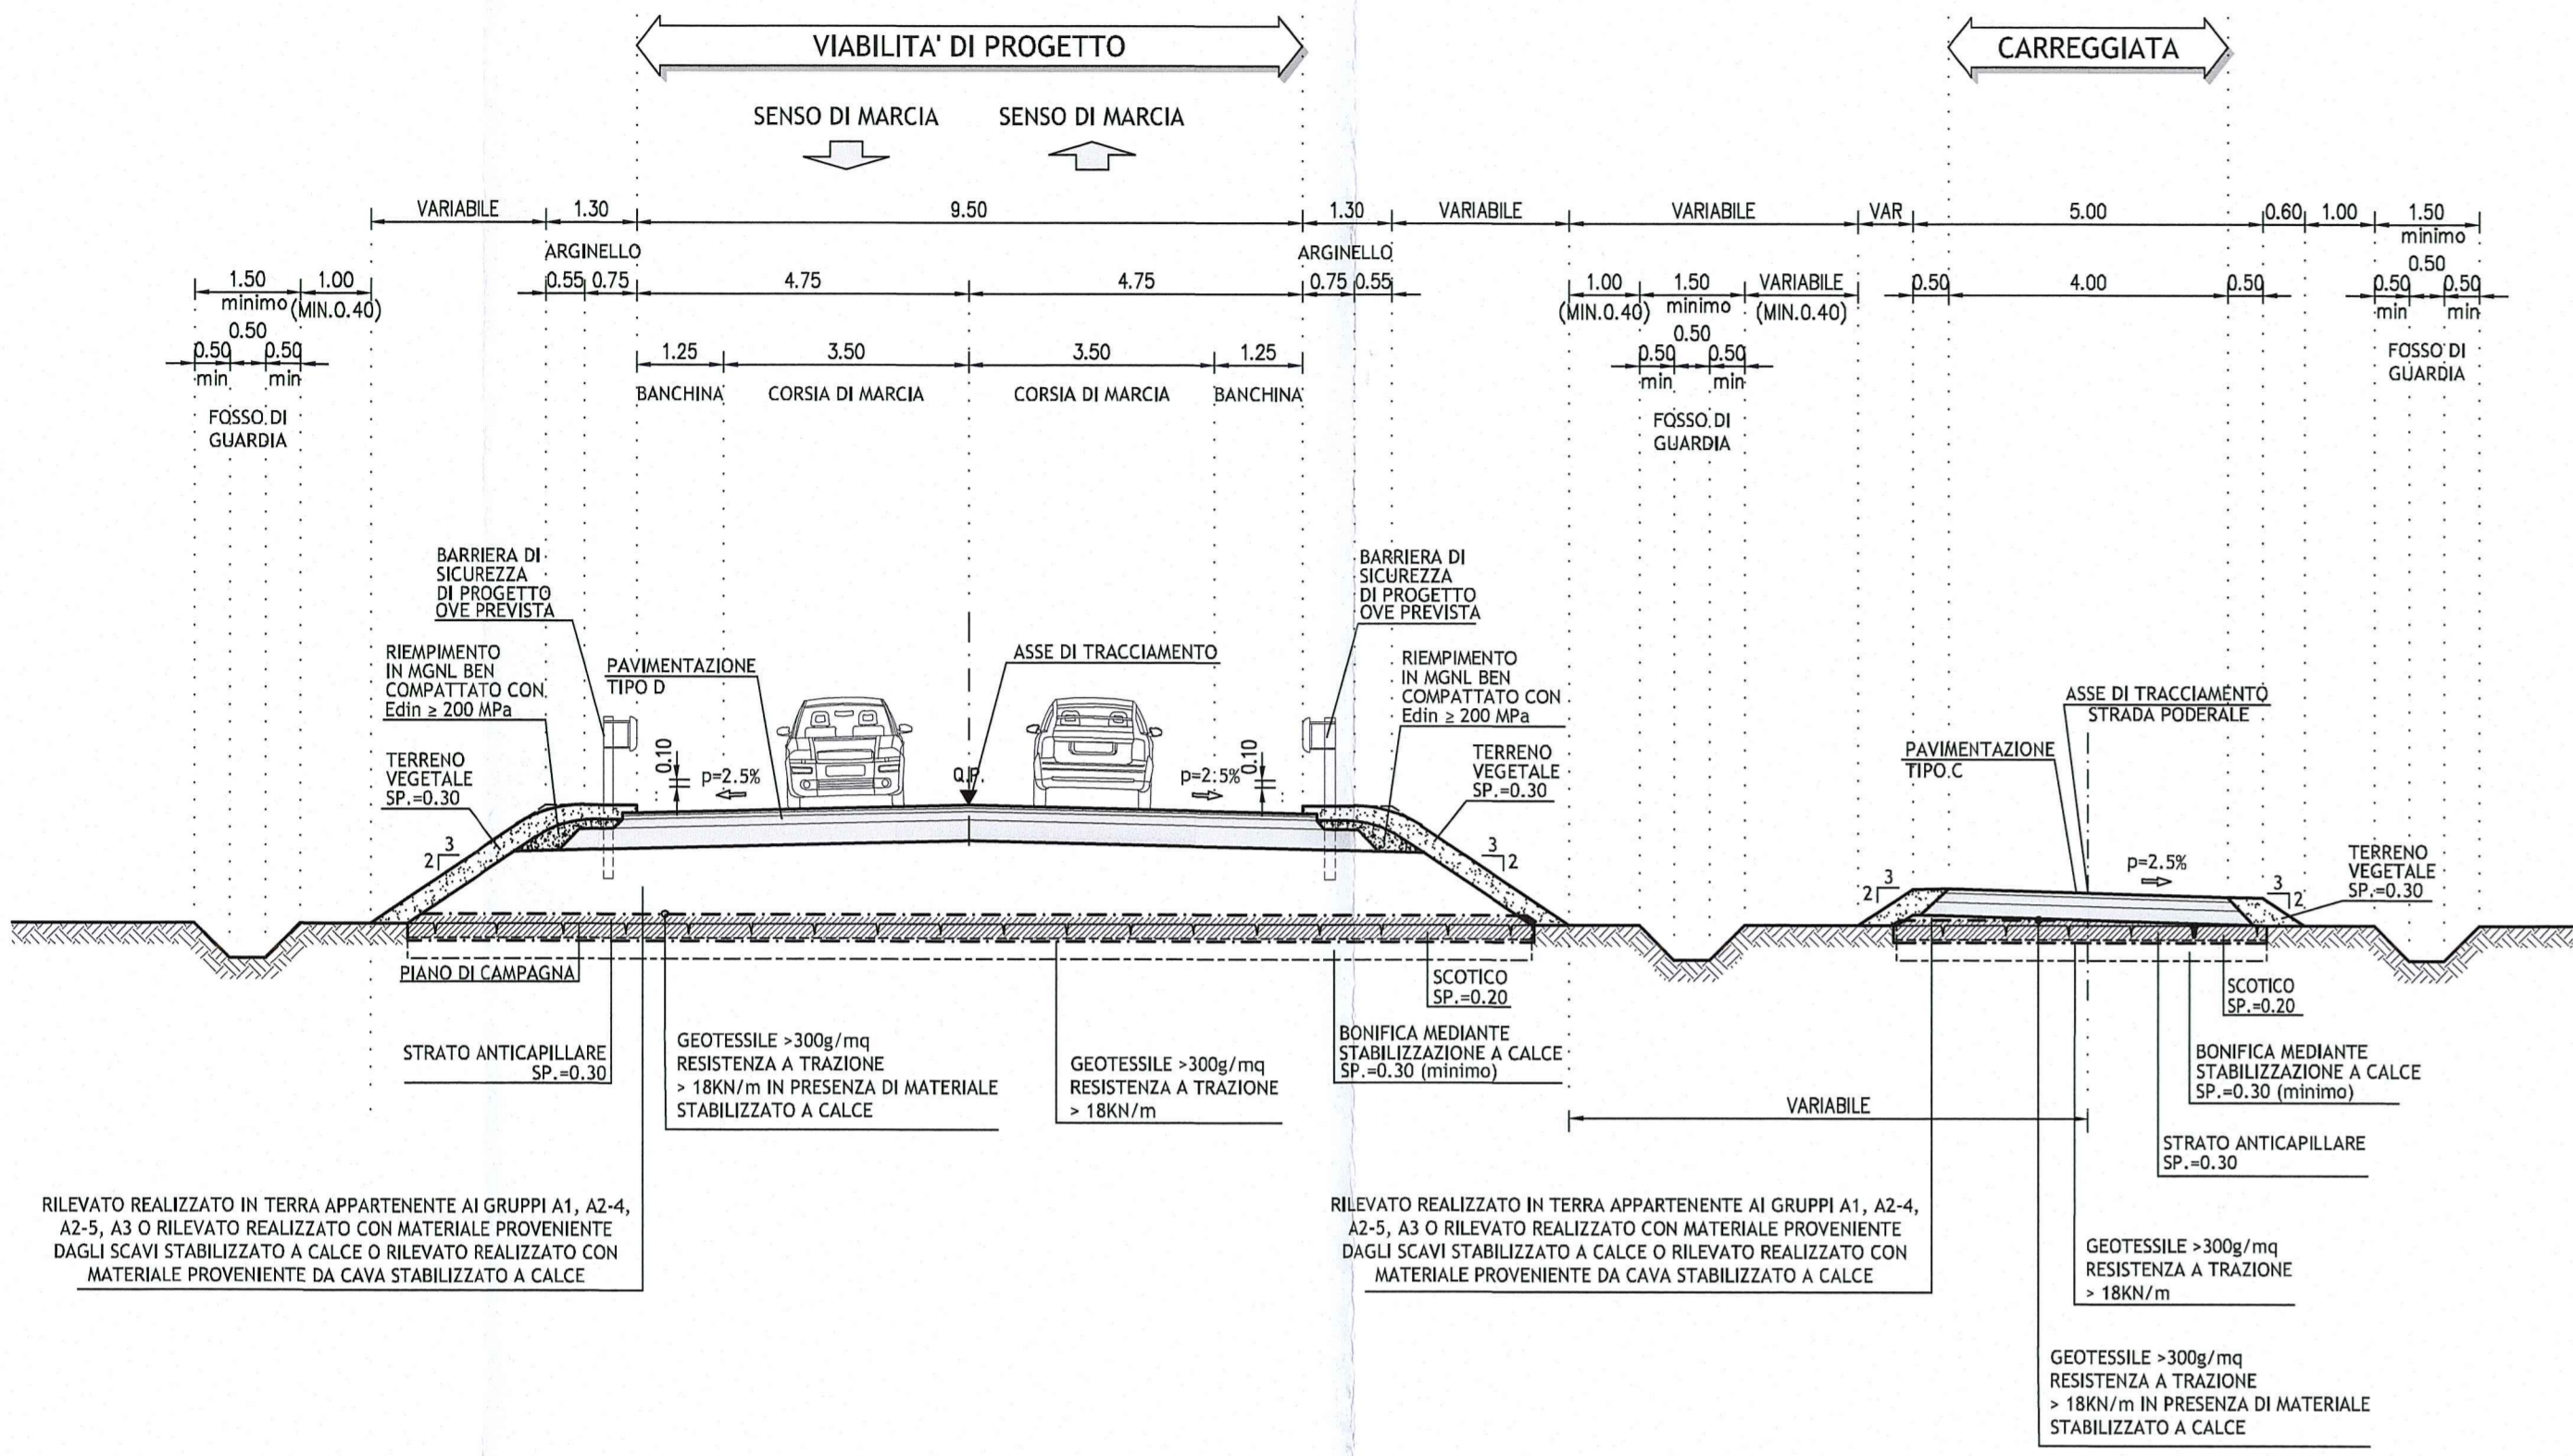 VIABILITA' DI PROGETTO
CARREGGIATA
SENSO DI MARCIA
SENSO DI MARCIA
VARIABILE
1.30
9.50
1.30
VARIABILE
VARIABILE
VAR
5.00
0.60
1.00
1.50
minimo
ARGINELLO
ARGINELLO
1.50
minimo
1.00
(MIN.0.40)
0.55
0.75
4.75
4.75
0.75
0.55
1.00
(MIN.0.40)
1.50
minimo
VARIABILE
(MIN.0.40)
0.50
4.00
0.50
0.50
0.50
min
0.50
min
0.50
0.50
min
0.50
min
1.25
3.50
3.50
1.25
0.50
0.50
min
0.50
min
FOSSO DI
GUARDIA
BANCHINA
CORSIA DI MARCIA
CORSIA DI MARCIA
BANCHINA
FOSSO DI
GUARDIA
FOSSO DI
GUARDIA
BARRIERA DI
SICUREZZA
DI PROGETTO
OVE PREVISTA
BARRIERA DI
SICUREZZA
DI PROGETTO
OVE PREVISTA
RIEMPIMENTO
IN MGNL BEN
COMPATTATO CON
Edin ≥ 200 MPa
PAVIMENTAZIONE
TIPO D
ASSE DI TRACCIAMENTO
RIEMPIMENTO
IN MGNL BEN
COMPATTATO CON
Edin ≥ 200 MPa
ASSE DI TRACCIAMENTO
STRADA PODERALE
TERRENO
VEGETALE
SP.=0.30
0.10
p=2.5%
Q.P.
p=2.5%
0.10
TERRENO
VEGETALE
SP.=0.30
PAVIMENTAZIONE
TIPO C
3
2
3
2
3
2
p=2.5%
3
2
TERRENO
VEGETALE
SP.=0.30
PIANO DI CAMPAGNA
SCOTICO
SP.=0.20
SCOTICO
SP.=0.20
STRATO ANTICAPILLARE
SP.=0.30
GEOTESSILE >300g/mq
RESISTENZA A TRAZIONE
> 18KN/m IN PRESENZA DI MATERIALE
STABILIZZATO A CALCE
GEOTESSILE >300g/mq
RESISTENZA A TRAZIONE
> 18KN/m
BONIFICA MEDIANTE
STABILIZZAZIONE A CALCE
SP.=0.30 (minimo)
BONIFICA MEDIANTE
STABILIZZAZIONE A CALCE
SP.=0.30 (minimo)
VARIABILE
STRATO ANTICAPILLARE
SP.=0.30
RILEVATO REALIZZATO IN TERRA APPARTENENTE AI GRUPPI A1, A2-4,
A2-5, A3 O RILEVATO REALIZZATO CON MATERIALE PROVENIENTE
DAGLI SCAVI STABILIZZATO A CALCE O RILEVATO REALIZZATO CON
MATERIALE PROVENIENTE DA CAVA STABILIZZATO A CALCE
RILEVATO REALIZZATO IN TERRA APPARTENENTE AI GRUPPI A1, A2-4,
A2-5, A3 O RILEVATO REALIZZATO CON MATERIALE PROVENIENTE
DAGLI SCAVI STABILIZZATO A CALCE O RILEVATO REALIZZATO CON
MATERIALE PROVENIENTE DA CAVA STABILIZZATO A CALCE
GEOTESSILE >300g/mq
RESISTENZA A TRAZIONE
> 18KN/m
GEOTESSILE >300g/mq
RESISTENZA A TRAZIONE
> 18KN/m IN PRESENZA DI MATERIALE
STABILIZZATO A CALCE